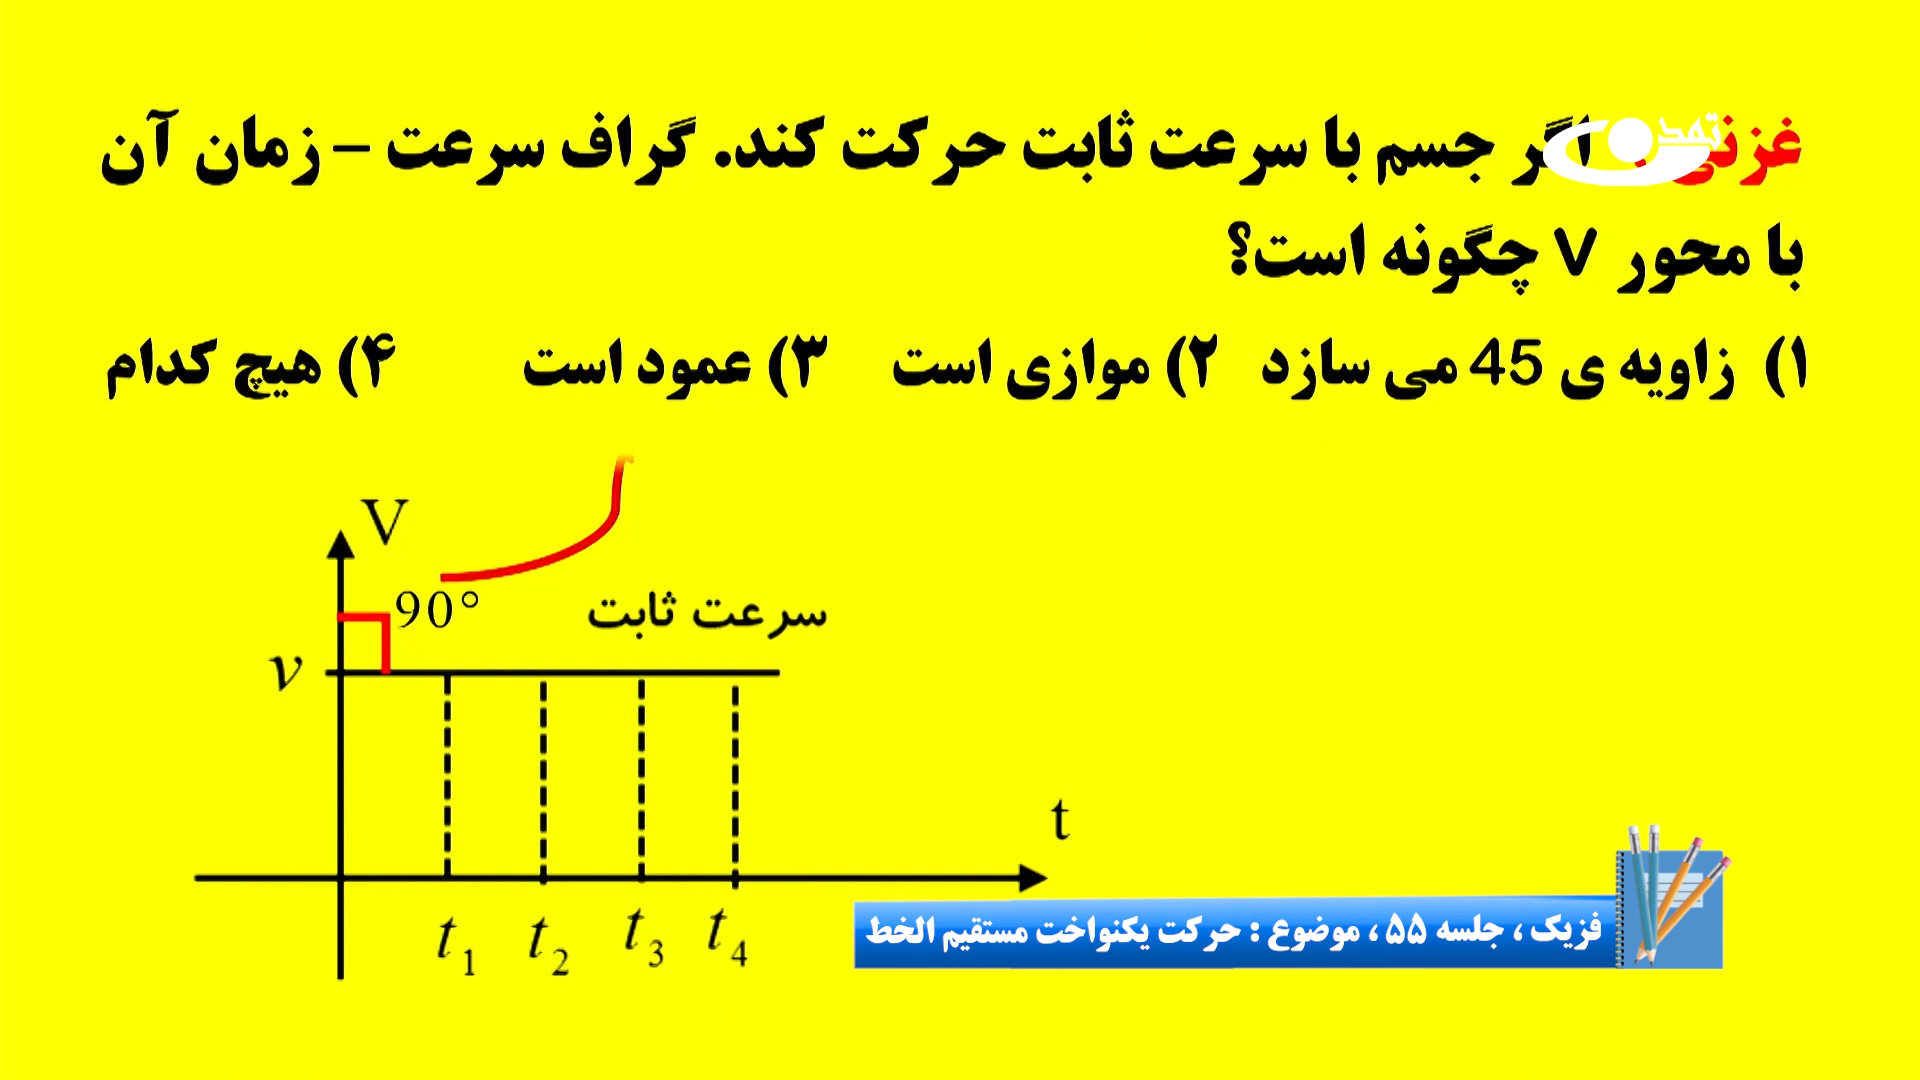 غزنی: اگر جسم با سرعت ثابت حرکت کند. گراف سرعت – زمان آن
با محور V چگونه است؟
۱) زاویه ی 45 می سازد ۲) موازی است ۳) عمود است ۴) هیچ کدام
V
90°
سرعت ثابت
v
t
t1 t2 t3 t4
فزیک ، جلسه ۵۵ ، موضوع : حرکت یکنواخت مستقیم الخط
تمدن